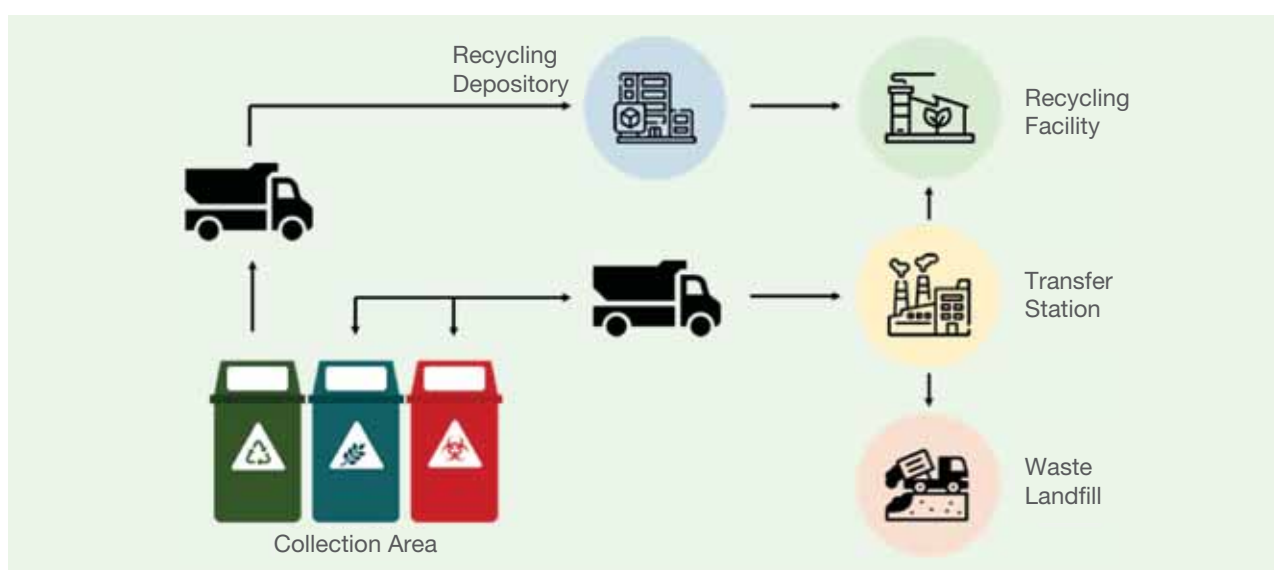 Recycling
Depository
Recycling
Facility
Transfer
Station
Waste
Landfill
Collection Area